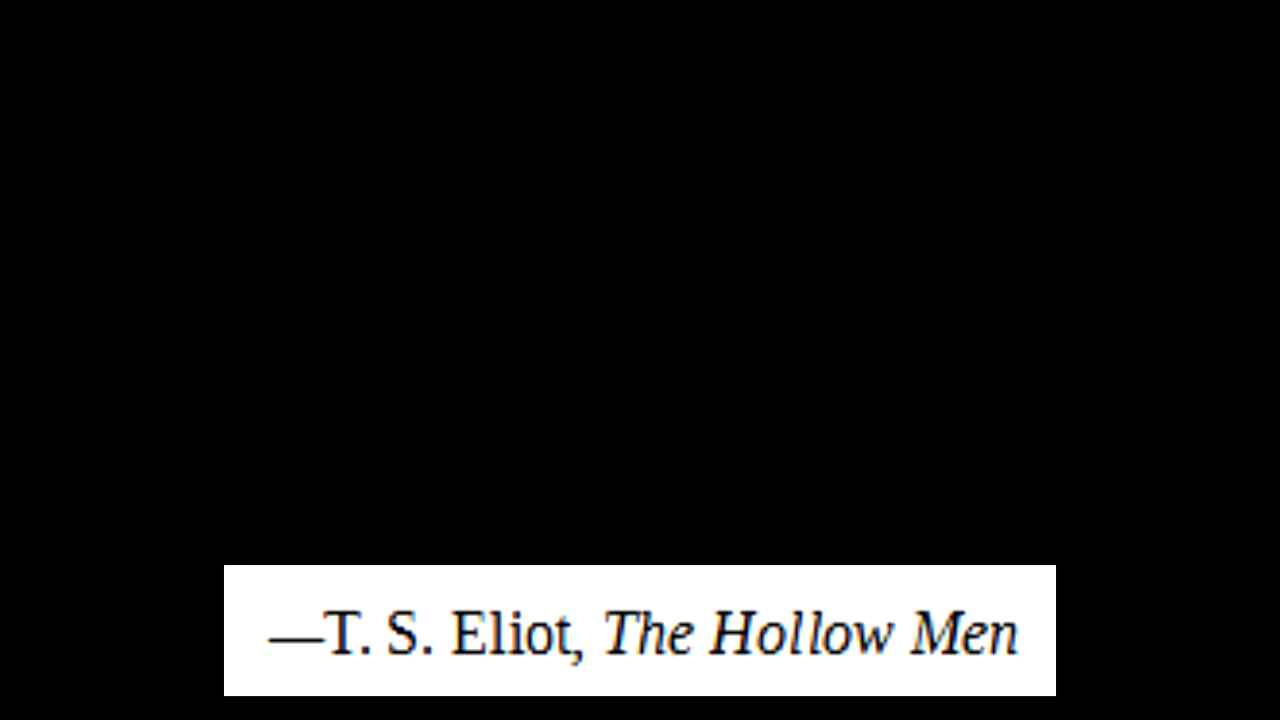 —T. S. Eliot, The Hollow Men